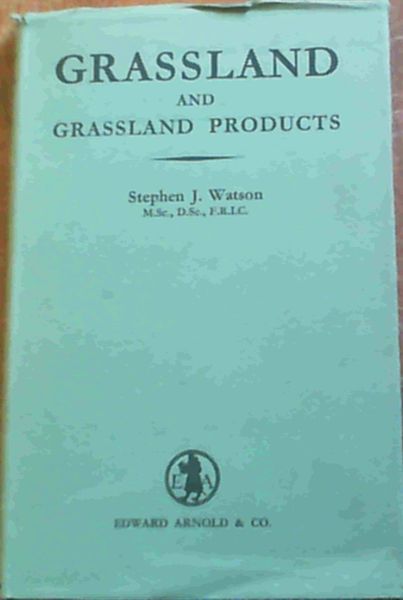 GRASSLAND
AND
GRASSLAND PRODUCTS
Stephen J. Watson
M.Sc., D.Sc., F.R.I.C.
E A
EDWARD ARNOLD & CO.